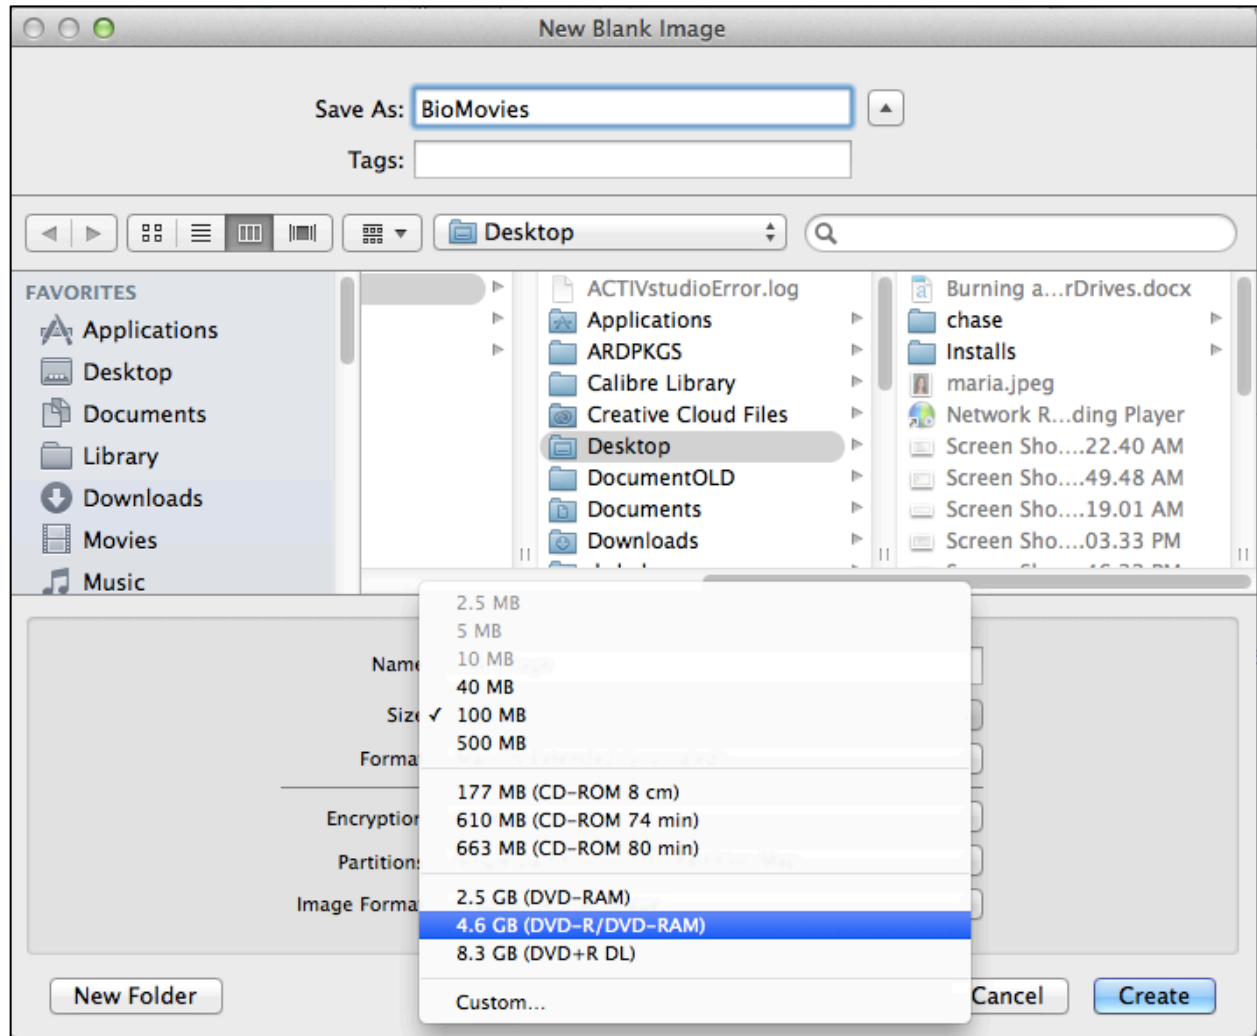 New Blank Image
Save As: BioMovies
Tags:
Desktop
FAVORITES
Applications
Desktop
Documents
Library
Downloads
Movies
Music
ACTIVstudioError.log
Applications
ARDPKGS
Calibre Library
Creative Cloud Files
Desktop
DocumentOLD
Documents
Downloads
Burning a...rDrives.docx
chase
Installs
maria.jpeg
Network R...ding Player
Screen Sho....22.40 AM
Screen Sho....49.48 AM
Screen Sho....19.01 AM
Screen Sho....03.33 PM
Name
Size
Forma
Encryption
Partitions
Image Forma
2.5 MB
5 MB
10 MB
40 MB
✓ 100 MB
500 MB
177 MB (CD-ROM 8 cm)
610 MB (CD-ROM 74 min)
663 MB (CD-ROM 80 min)
2.5 GB (DVD-RAM)
4.6 GB (DVD-R/DVD-RAM)
8.3 GB (DVD+R DL)
Custom...
New Folder
Cancel
Create